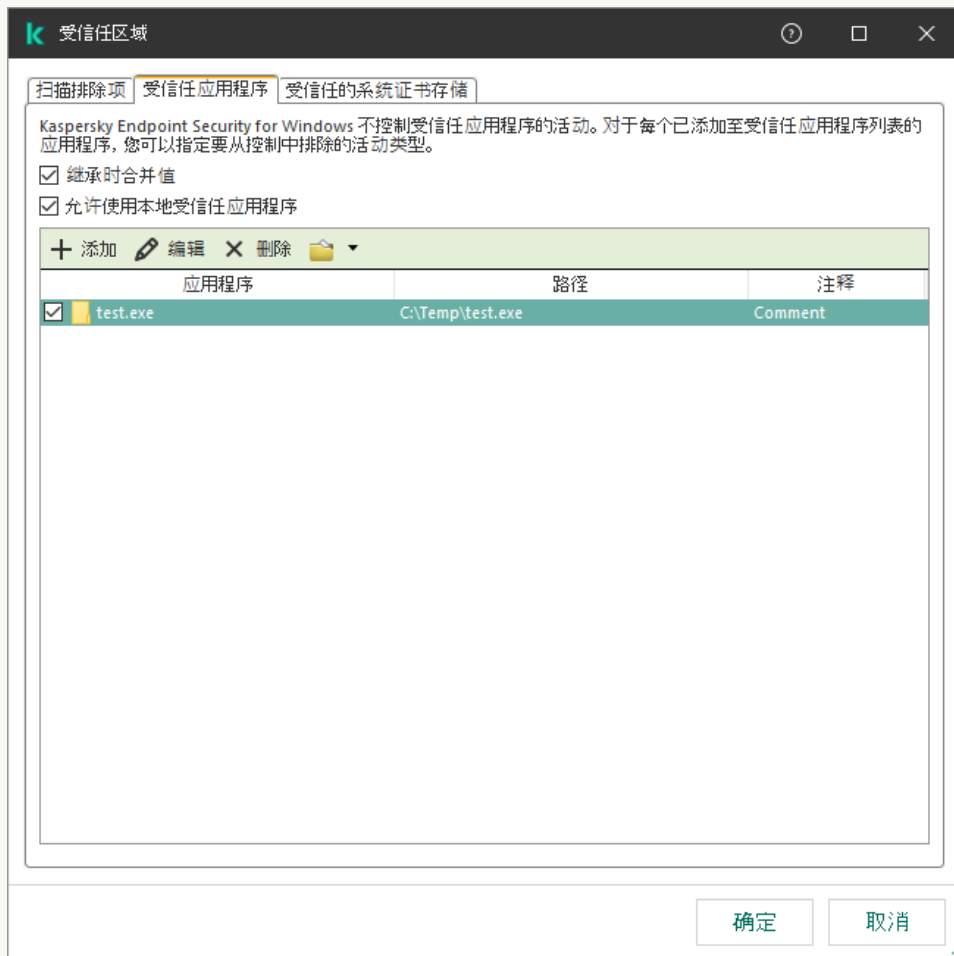 受信任区域
扫描排除项 受信任应用程序 受信任的系统证书存储
Kaspersky Endpoint Security for Windows 不控制受信任应用程序的活动。对于每个已添加至受信任应用程序列表的
应用程序, 您可以指定要从控制中排除的活动类型。
继承时合并值
允许使用本地受信任应用程序
添加 编辑 删除
应用程序 路径 注释
test.exe C:\Temp\test.exe Comment
确定 取消